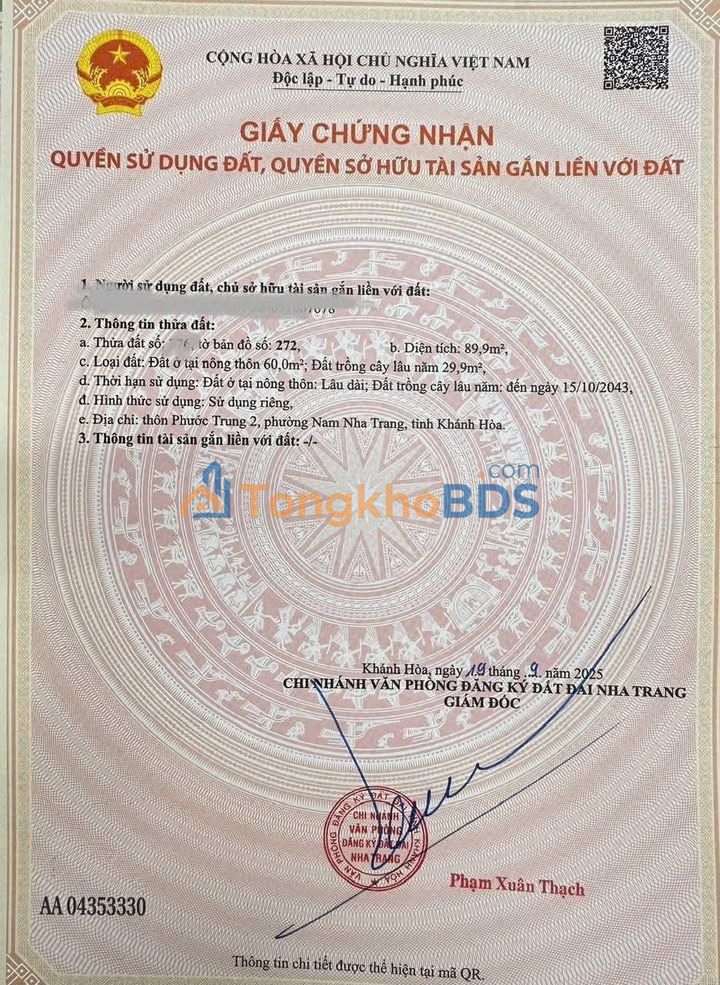 CỘNG HÒA XÃ HỘI CHỦ NGHĨA VIỆT NAM
Độc lập - Tự do - Hạnh phúc
GIẤY CHỨNG NHẬN
QUYỀN SỬ DỤNG ĐẤT, QUYỀN SỞ HỮU TÀI SẢN GẮN LIỀN VỚI ĐẤT
1. Người sử dụng đất, chủ sở hữu tài sản gắn liền với đất:
2. Thông tin thửa đất:
a. Thửa đất số: tờ bản đồ số: 272, b. Diện tích: 89,9m²,
c. Loại đất: Đất ở tại nông thôn 60,0m²; Đất trồng cây lâu năm 29,9m²,
d. Thời hạn sử dụng: Đất ở tại nông thôn: Lâu dài; Đất trồng cây lâu năm: đến ngày 15/10/2043,
đ. Hình thức sử dụng: Sử dụng riêng,
e. Địa chỉ: thôn Phước Trung 2, phường Nam Nha Trang, tỉnh Khánh Hòa.
3. Thông tin tài sản gắn liền với đất: -/-
TongkhoBDS.com
Khánh Hòa, ngày 19 tháng 9 năm 2025
CHI NHÁNH VĂN PHÒNG ĐĂNG KÝ ĐẤT ĐAI NHA TRANG
GIÁM ĐỐC
VĂN PHÒNG ĐĂNG KÝ ĐẤT ĐAI TỈNH KHÁNH HÒA
CHI NHÁNH
VĂN PHÒNG
ĐĂNG KÝ ĐẤT ĐAI
NHA TRANG
Phạm Xuân Thạch
AA 04353330
Thông tin chi tiết được thể hiện tại mã QR.